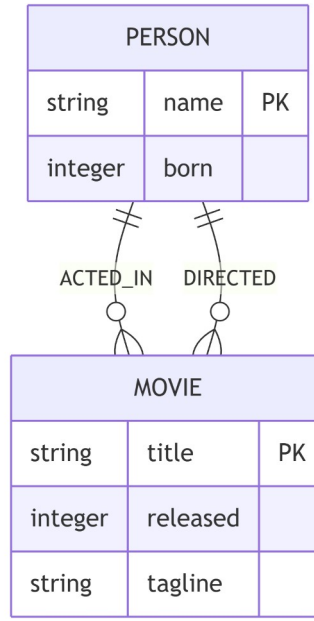 PERSON
string name PK
integer born
ACTED_IN DIRECTED
MOVIE
string title PK
integer released
string tagline